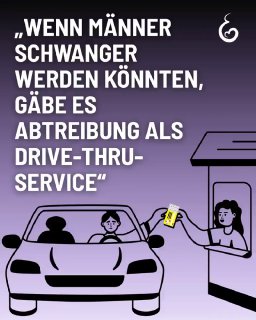 „WENN MÄNNER
SCHWANGER
WERDEN KÖNNTEN,
GÄBE ES
ABTREIBUNG ALS
DRIVE-THRU-
SERVICE“